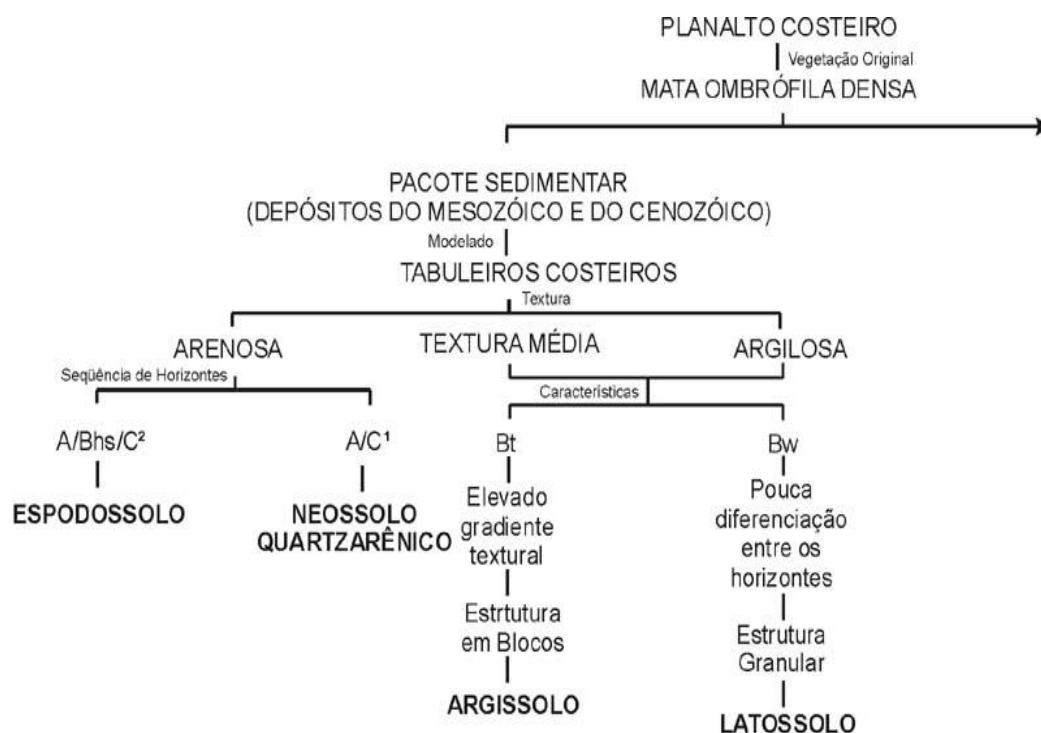 PLANALTO COSTEIRO
Vegetação Original
MATA OMBRÓFILA DENSA
PACOTE SEDIMENTAR
(DEPÓSITOS DO MESOZÓICO E DO CENOZÓICO)
Modelado
TABULEIROS COSTEIROS
Textura
ARENOSA
TEXTURA MÉDIA
ARGILOSA
Seqüência de Horizontes
Características
A/Bhs/C²
A/C¹
Bt
Bw
ESPODOSSOLO
NEOSSOLO
QUARTZARÊNICO
Elevado
gradiente
textural
Pouca
diferenciação
entre os
horizontes
Estrtutura
em Blocos
Estrutura
Granular
ARGISSOLO
LATOSSOLO